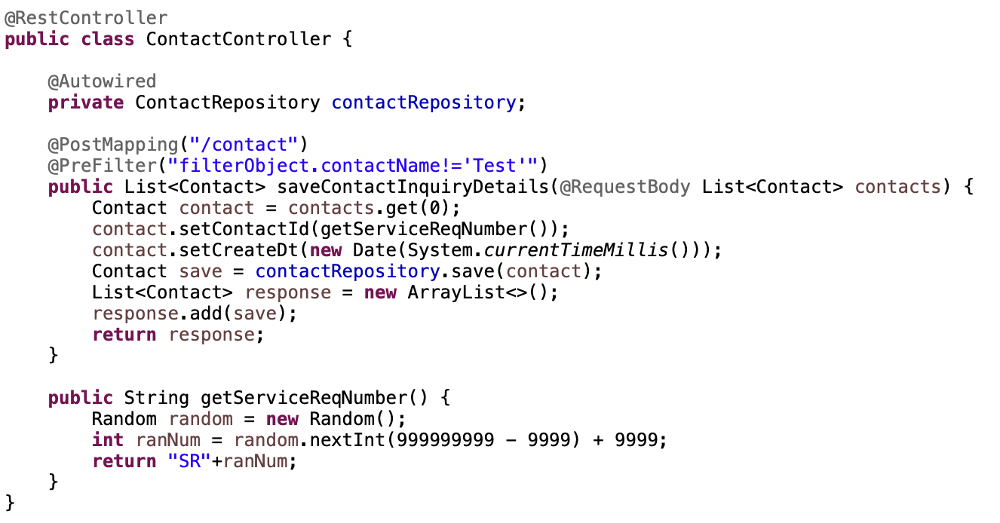 @RestController
public class ContactController {
@Autowired
private ContactRepository contactRepository;
@PostMapping("/contact")
@PreFilter("filterObject.contactName!='Test'")
public List<Contact> saveContactInquiryDetails(@RequestBody List<Contact> contacts) {
Contact contact = contacts.get(0);
contact.setContactId(getServiceReqNumber());
contact.setCreateDt(new Date(System.currentTimeMillis()));
Contact save = contactRepository.save(contact);
List<Contact> response = new ArrayList<>();
response.add(save);
return response;
}
public String getServiceReqNumber() {
Random random = new Random();
int ranNum = random.nextInt(999999999 - 9999) + 9999;
return "SR"+ranNum;
}
}